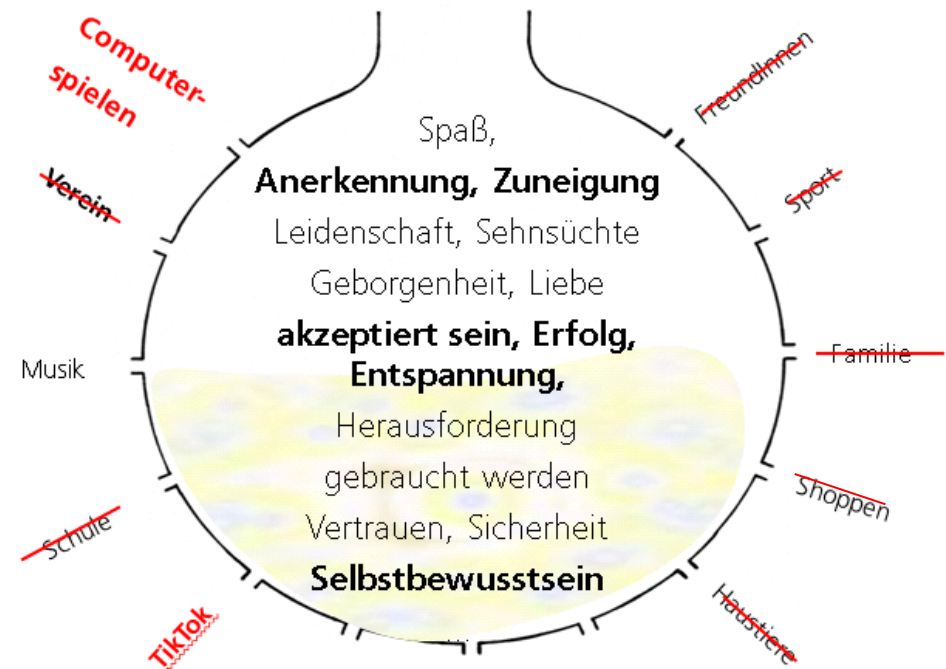 Computer-
spielen
Verein
Musik
Schule
TikTok
Spaß,
Anerkennung, Zuneigung
Leidenschaft, Sehnsüchte
Geborgenheit, Liebe
akzeptiert sein, Erfolg,
Entspannung,
Herausforderung
gebraucht werden
Vertrauen, Sicherheit
Selbstbewusstsein
...
FreundInnen
Sport
Familie
Shoppen
Haustiere